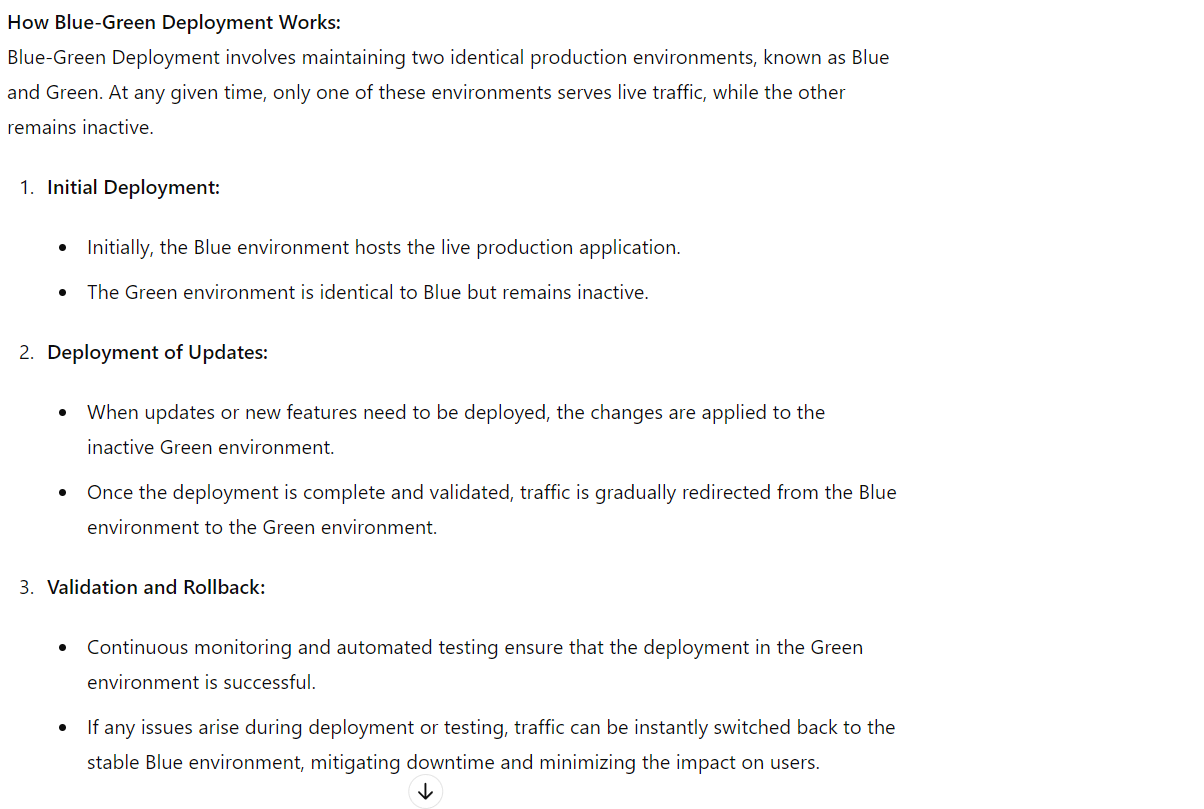 How Blue-Green Deployment Works:
Blue-Green Deployment involves maintaining two identical production environments, known as Blue
and Green. At any given time, only one of these environments serves live traffic, while the other
remains inactive.
1. Initial Deployment:
• Initially, the Blue environment hosts the live production application.
• The Green environment is identical to Blue but remains inactive.
2. Deployment of Updates:
• When updates or new features need to be deployed, the changes are applied to the
inactive Green environment.
• Once the deployment is complete and validated, traffic is gradually redirected from the Blue
environment to the Green environment.
3. Validation and Rollback:
• Continuous monitoring and automated testing ensure that the deployment in the Green
environment is successful.
• If any issues arise during deployment or testing, traffic can be instantly switched back to the
stable Blue environment, mitigating downtime and minimizing the impact on users.